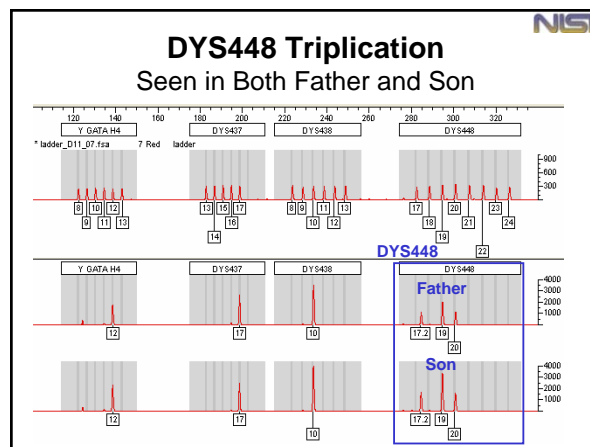 NIST
DYS448 Triplication
Seen in Both Father and Son
120 140 160 180 200 220 240 260 280 300 320
Y GATA H4 DYS437 DYS438 DYS448
* ladder_D11_07.fsa 7 Red ladder
900
600
300
8 10 12 13 15 17 8 9 11 13 17 20 23
9 11 13 16 10 12 18 21 24
14 19 22
DYS448
Y GATA H4 DYS437 DYS438 DYS448
Father
4000
3000
2000
1000
0
12 17 10 17.2 19
20
Son
4000
3000
2000
1000
0
12 17 17.2 19
10 20